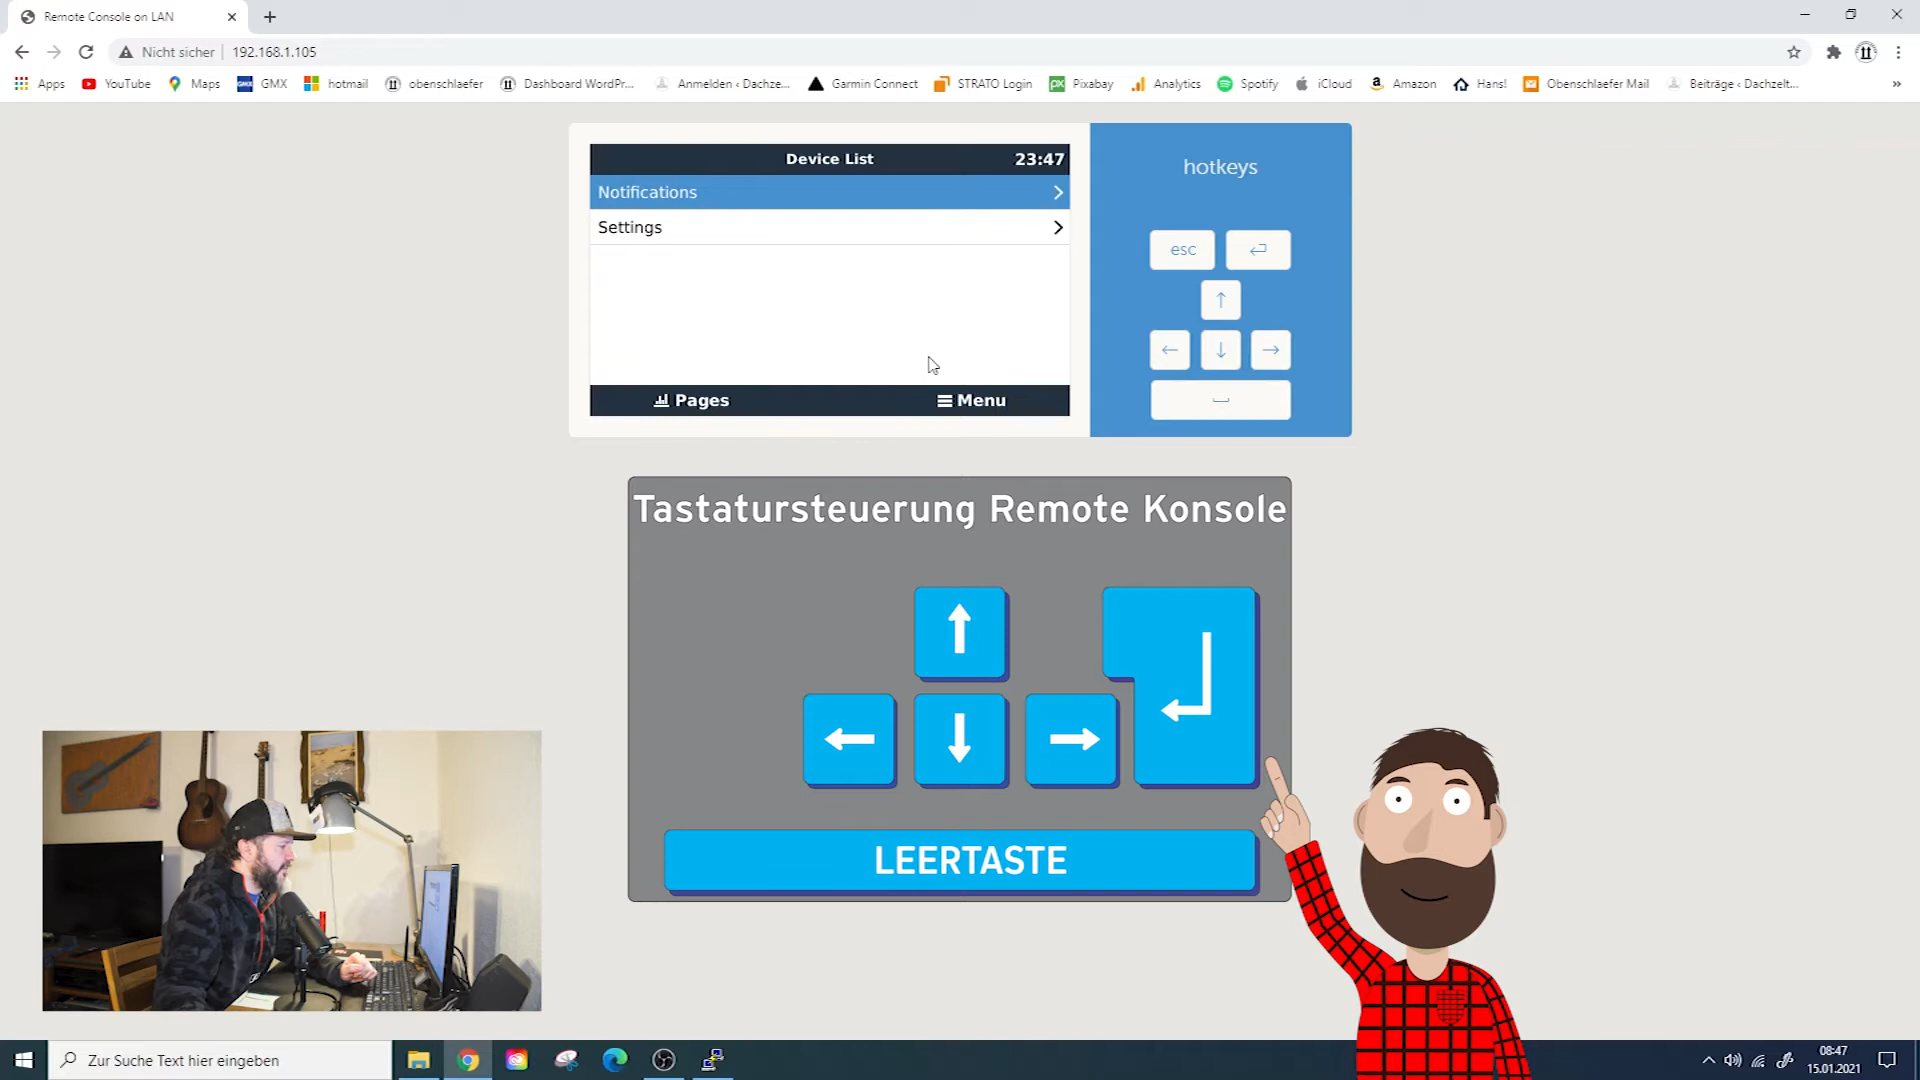 Remote Console on LAN
Nicht sicher 192.168.1.105
Apps YouTube Maps GMX hotmail obenschlaefer Dashboard WordPr... Anmelden ‹ Dachze... Garmin Connect STRATO Login Pixabay Analytics Spotify iCloud Amazon Hans! Obenschlaefer Mail Beiträge ‹ Dachzelt... »
Device List 23:47
Notifications
Settings
Pages Menu
hotkeys
esc
Tastatursteuerung Remote Konsole
LEERTASTE
Zur Suche Text hier eingeben
08:47
15.01.2021